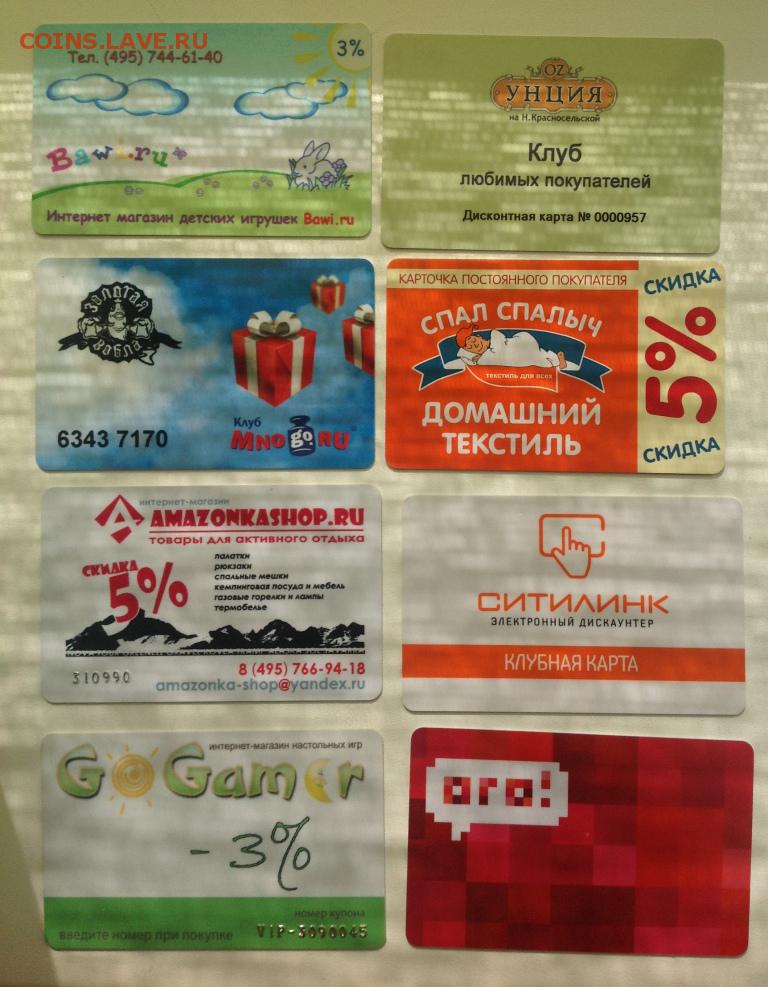 COINS.LAVE.RU
Тел. (495) 744-61-40
3%
Bawi.ru
Интернет магазин детских игрушек Bawi.ru
OZ
УНЦИЯ
на Н.Красносельской
Клуб
любимых покупателей
Дисконтная карта № 0000957
ЗОЛОТАЯ
ВОБЛА
6343 7170
Клуб
MNOGO.RU
КАРТОЧКА ПОСТОЯННОГО ПОКУПАТЕЛЯ
СПАЛ СПАЛЫЧ
ТЕКСТИЛЬ ДЛЯ ВСЕХ
ДОМАШНИЙ
ТЕКСТИЛЬ
СКИДКА
5%
СКИДКА
интернет-магазин
AMAZONKASHOP.RU
товары для активного отдыха
СКИДКА
5%
палатки
рюкзаки
спальные мешки
кемпинговая посуда и мебель
газовые горелки и лампы
термобелье
310990
8 (495) 766-94-18
amazonka-shop@yandex.ru
СИТИЛИНК
ЭЛЕКТРОННЫЙ ДИСКАУНТЕР
КЛУБНАЯ КАРТА
интернет-магазин настольных игр
GoGamer
- 3%
номер купона
введите номер при покупке
VIP-3090045
ого!